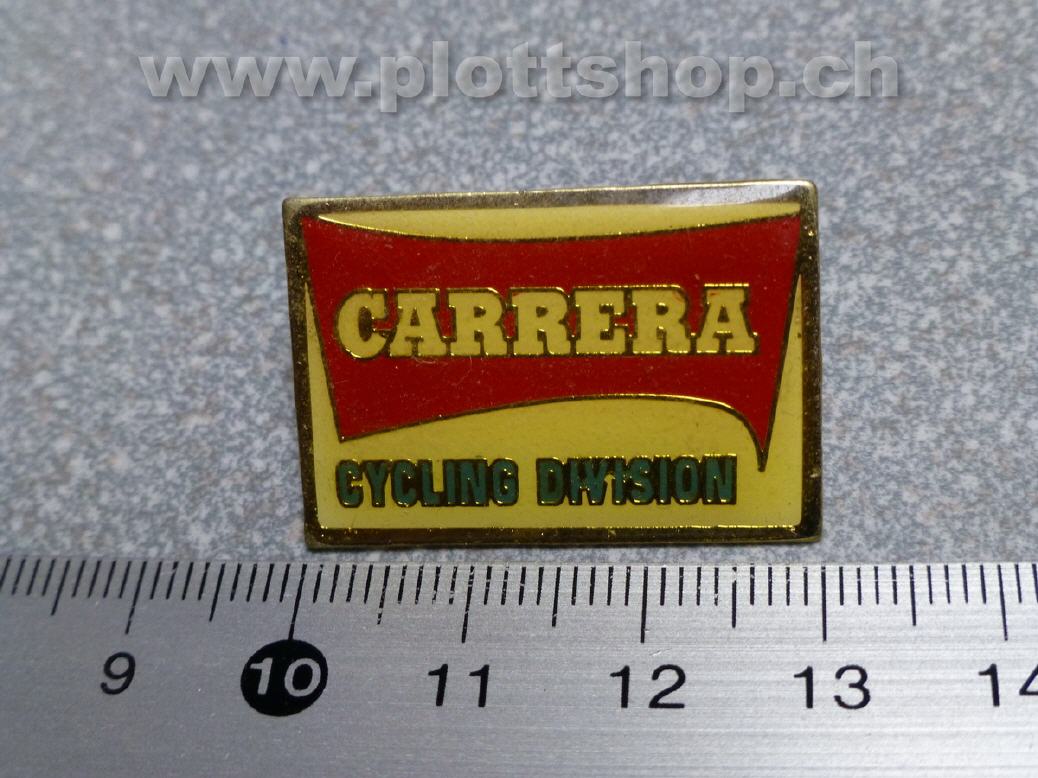 www.plottshop.ch
CARRERA
CYCLING DIVISION
9 10 11 12 13 14